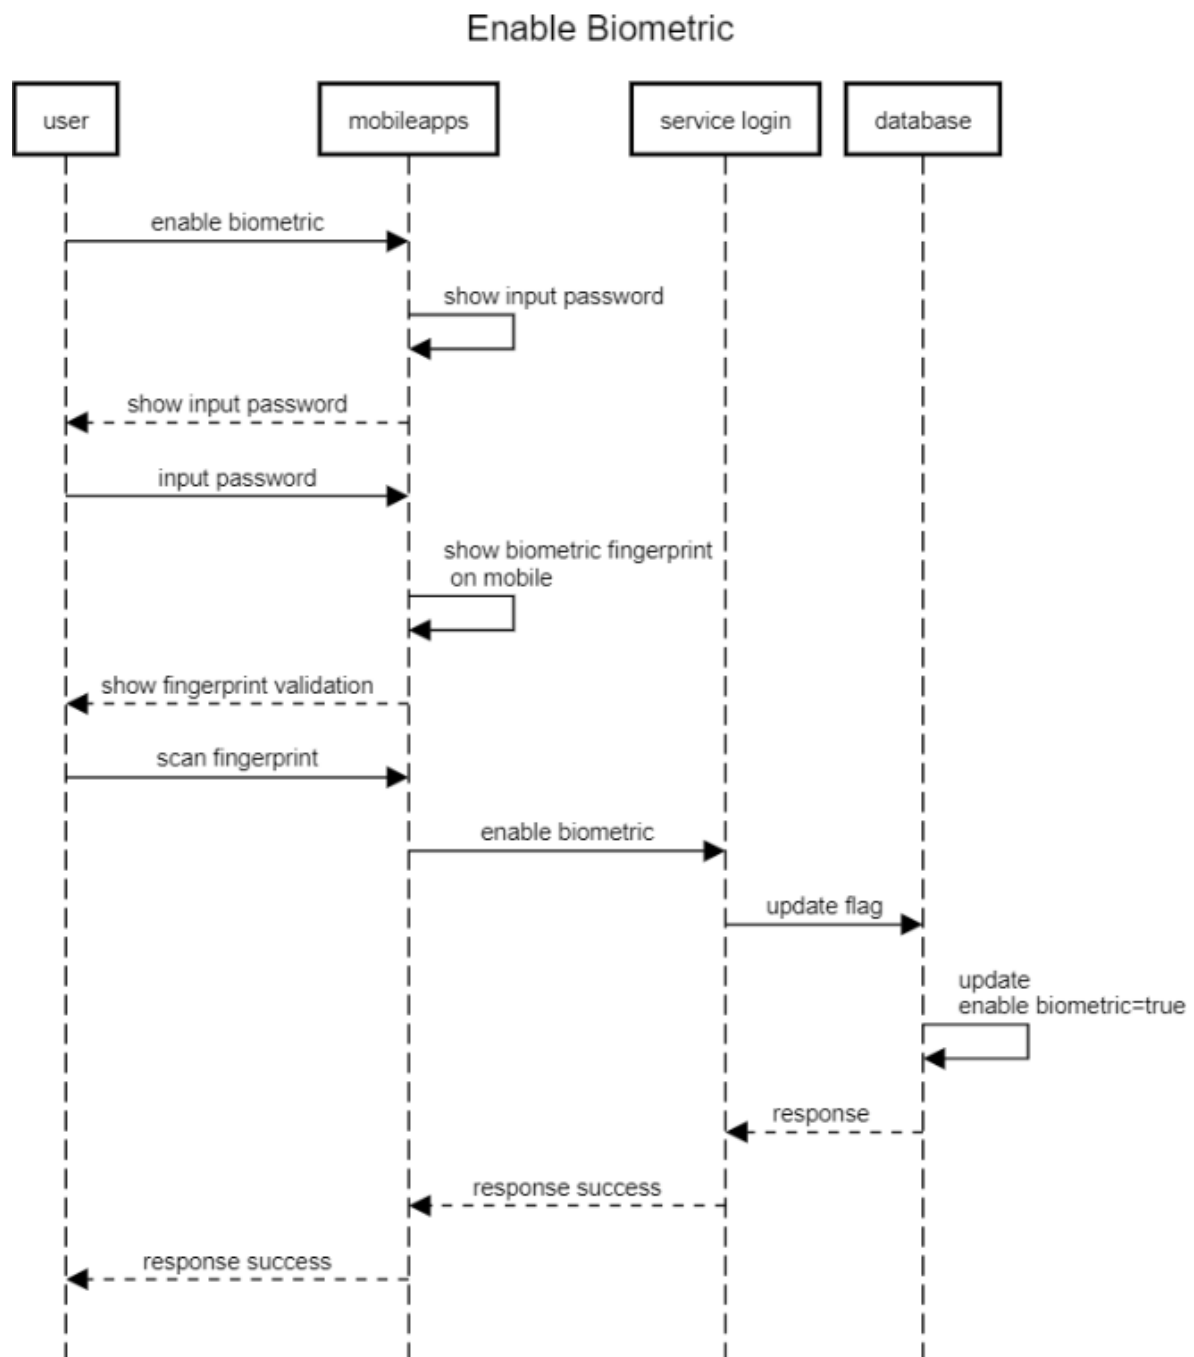 Enable Biometric
user
mobileapps
service login
database
enable biometric
show input password
show input password
input password
show biometric fingerprint
on mobile
show fingerprint validation
scan fingerprint
enable biometric
update flag
update
enable biometric=true
response
response success
response success